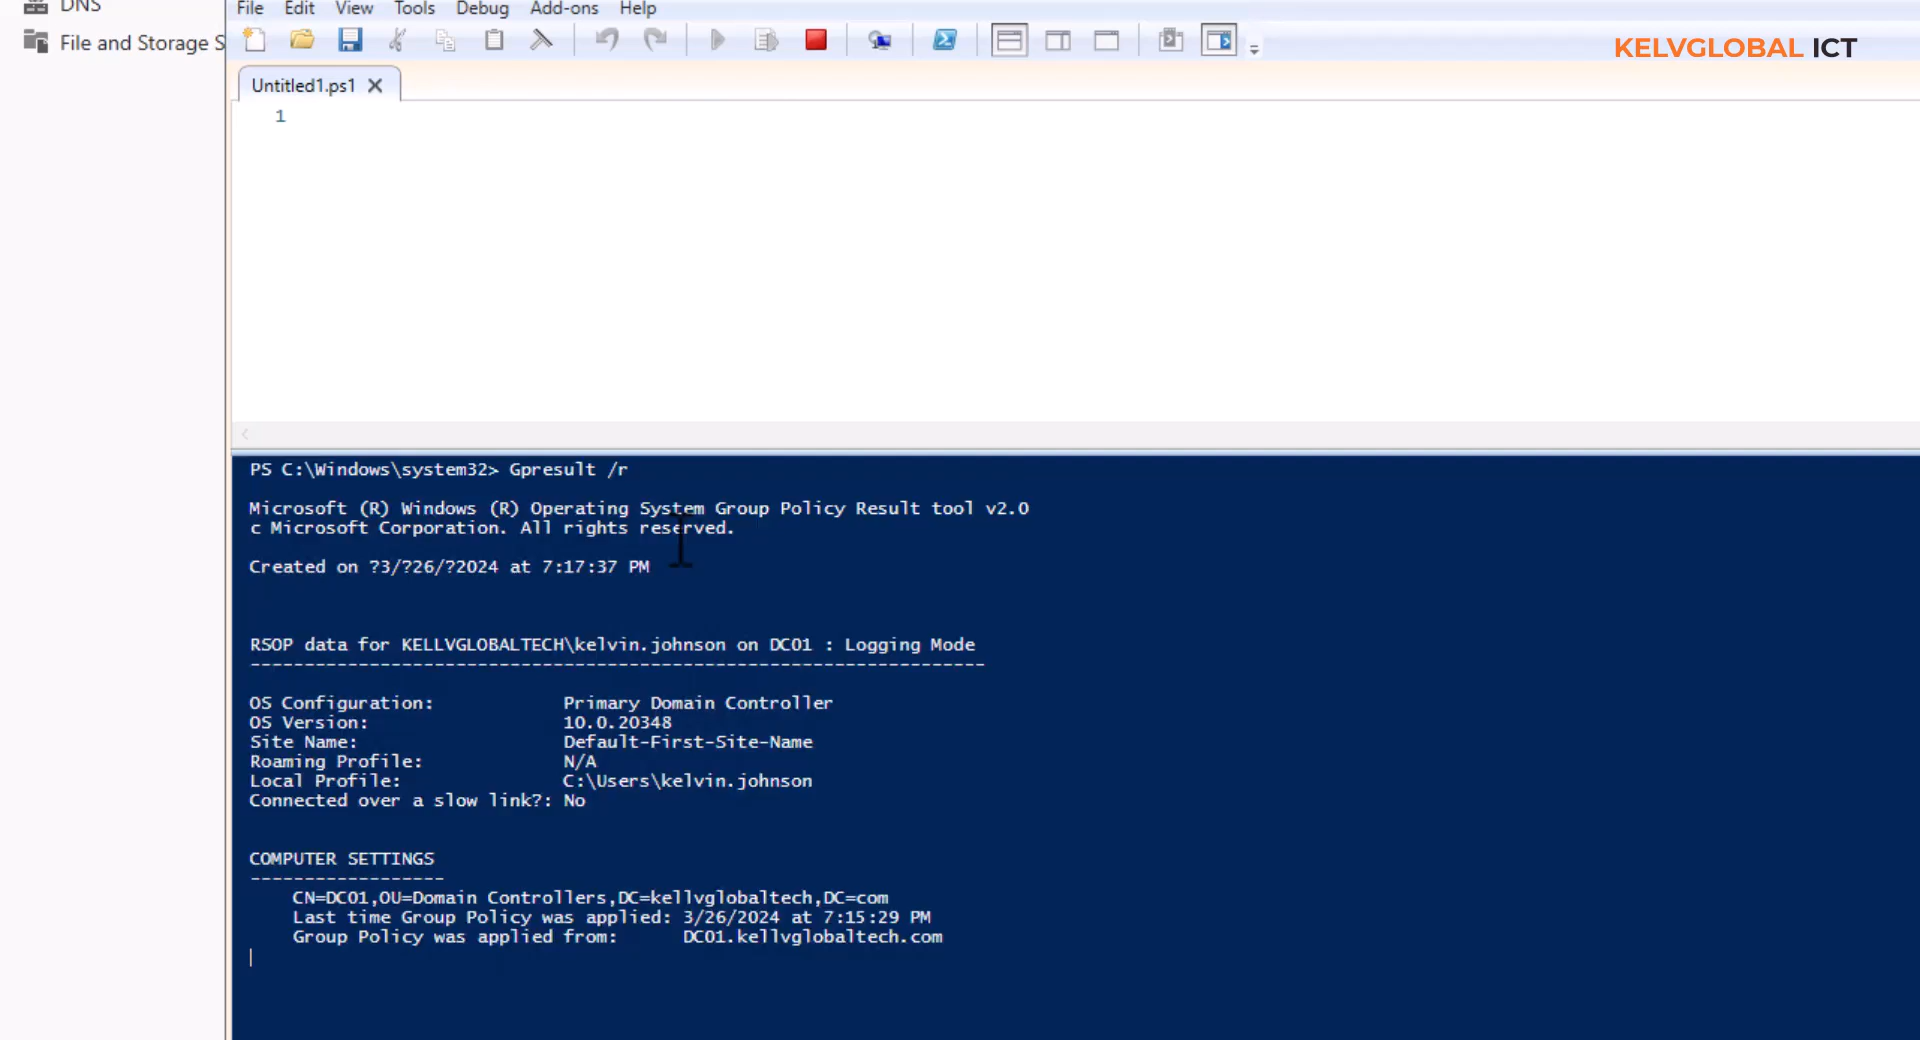 DNS
File and Storage S
File Edit View Tools Debug Add-ons Help
KELVGLOBAL ICT
Untitled1.ps1
1
PS C:\Windows\system32> Gpresult /r
Microsoft (R) Windows (R) Operating System Group Policy Result tool v2.0
c Microsoft Corporation. All rights reserved.
Created on ?3/?26/?2024 at 7:17:37 PM
RSOP data for KELLVGLOBALTECH\kelvin.johnson on DC01 : Logging Mode
--------------------------------------------------------------------
OS Configuration: Primary Domain Controller
OS Version: 10.0.20348
Site Name: Default-First-Site-Name
Roaming Profile: N/A
Local Profile: C:\Users\kelvin.johnson
Connected over a slow link?: No
COMPUTER SETTINGS
------------------
CN=DC01,OU=Domain Controllers,DC=kellvglobaltech,DC=com
Last time Group Policy was applied: 3/26/2024 at 7:15:29 PM
Group Policy was applied from: DC01.kellvglobaltech.com